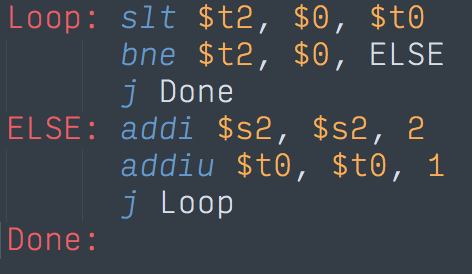 Loop: slt $t2, $0, $t0
bne $t2, $0, ELSE
j Done
ELSE: addi $s2, $s2, 2
addiu $t0, $t0, 1
j Loop
Done: